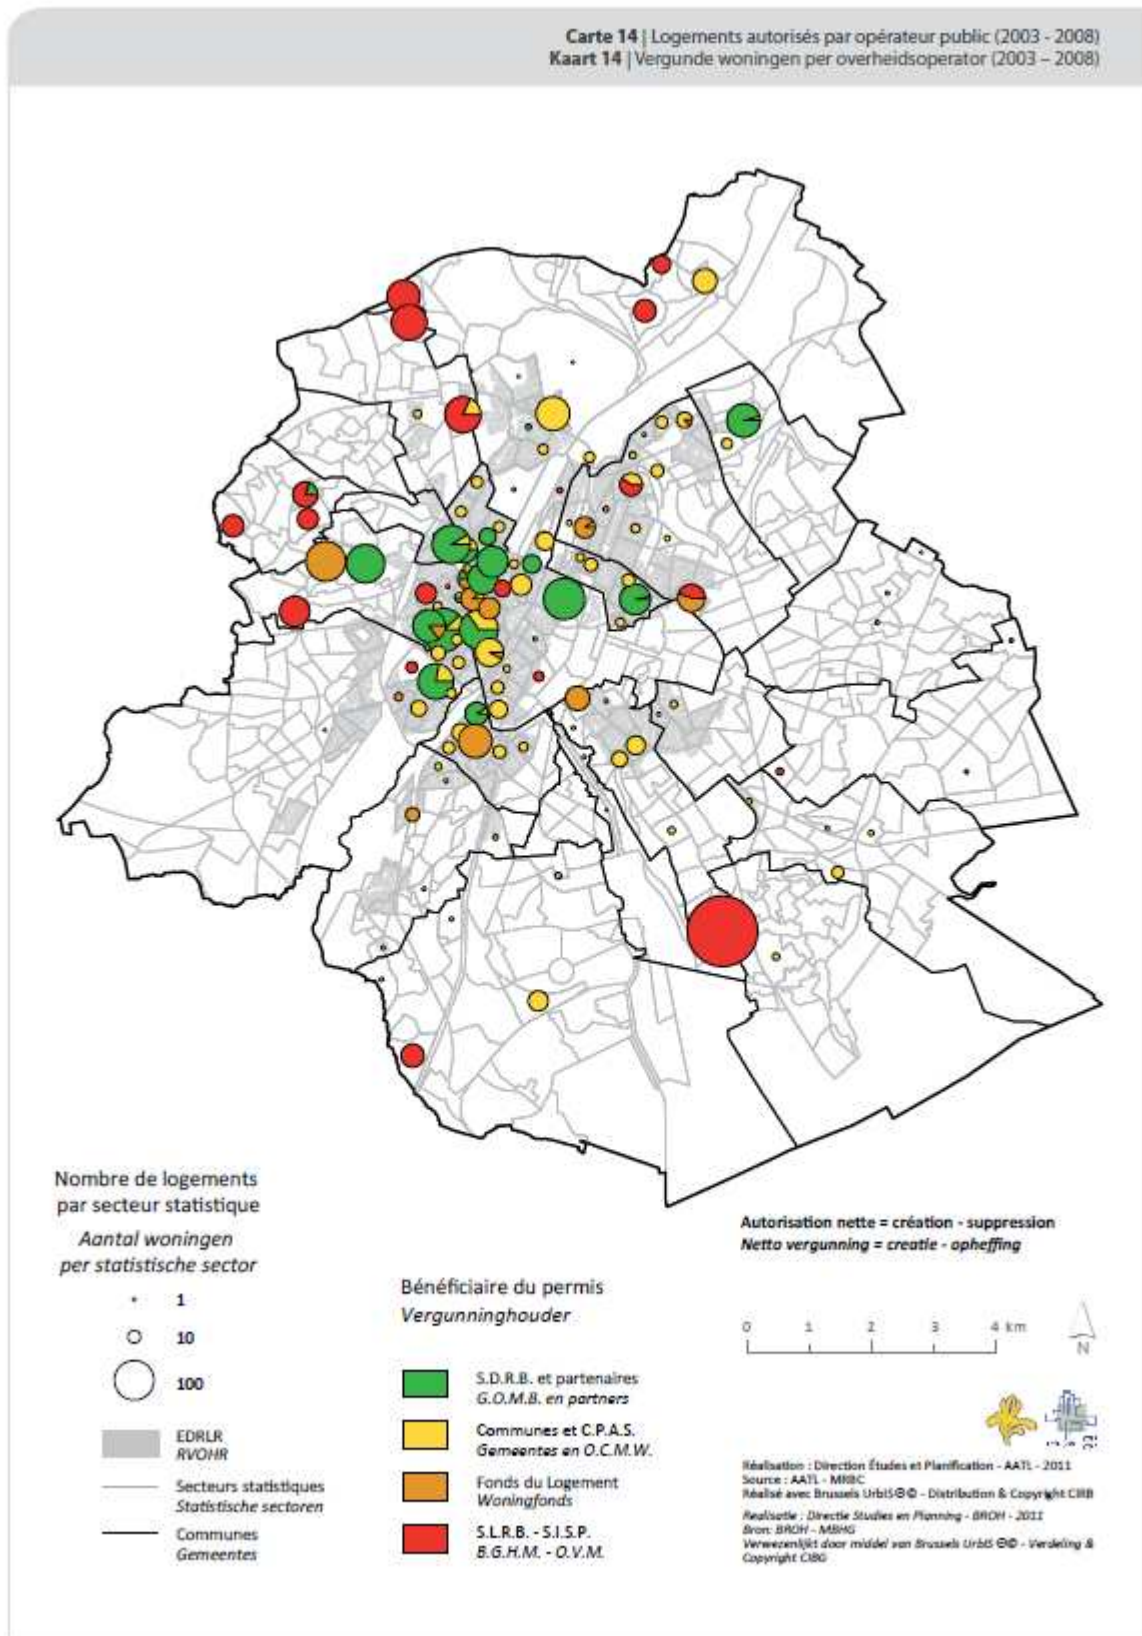 Carte 14 | Logements autorisés par opérateur public (2003 - 2008)
Kaart 14 | Vergunde woningen per overheidsoperator (2003 – 2008)
Nombre de logements
par secteur statistique
Aantal woningen
per statistische sector
1
10
100
EDRLR
RVOHR
Secteurs statistiques
Statistische sectoren
Communes
Gemeentes
Bénéficiaire du permis
Vergunninghouder
S.D.R.B. et partenaires
G.O.M.B. en partners
Communes et C.P.A.S.
Gemeentes en O.C.M.W.
Fonds du Logement
Woningfonds
S.L.R.B. - S.I.S.P.
B.G.H.M. - O.V.M.
Autorisation nette = création - suppression
Netto vergunning = creatie - opheffing
0 1 2 3 4 km
N
Réalisation : Direction Études et Planification - AATL - 2011
Source : AATL - MRBC
Réalisé avec Brussels UrbIS®© - Distribution & Copyright CIRB
Realisatie : Directie Studies en Planning - BROH - 2011
Bron: BROH - MBHG
Verwezenlijkt door middel van Brussels UrbIS ®© - Verdeling &
Copyright CIBG